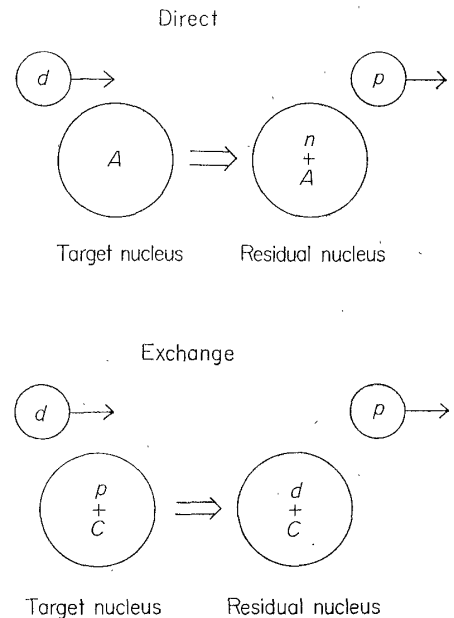 Direct
d p
A n
+
A
Target nucleus Residual nucleus
Exchange
d p
p d
+ +
C C
Target nucleus Residual nucleus